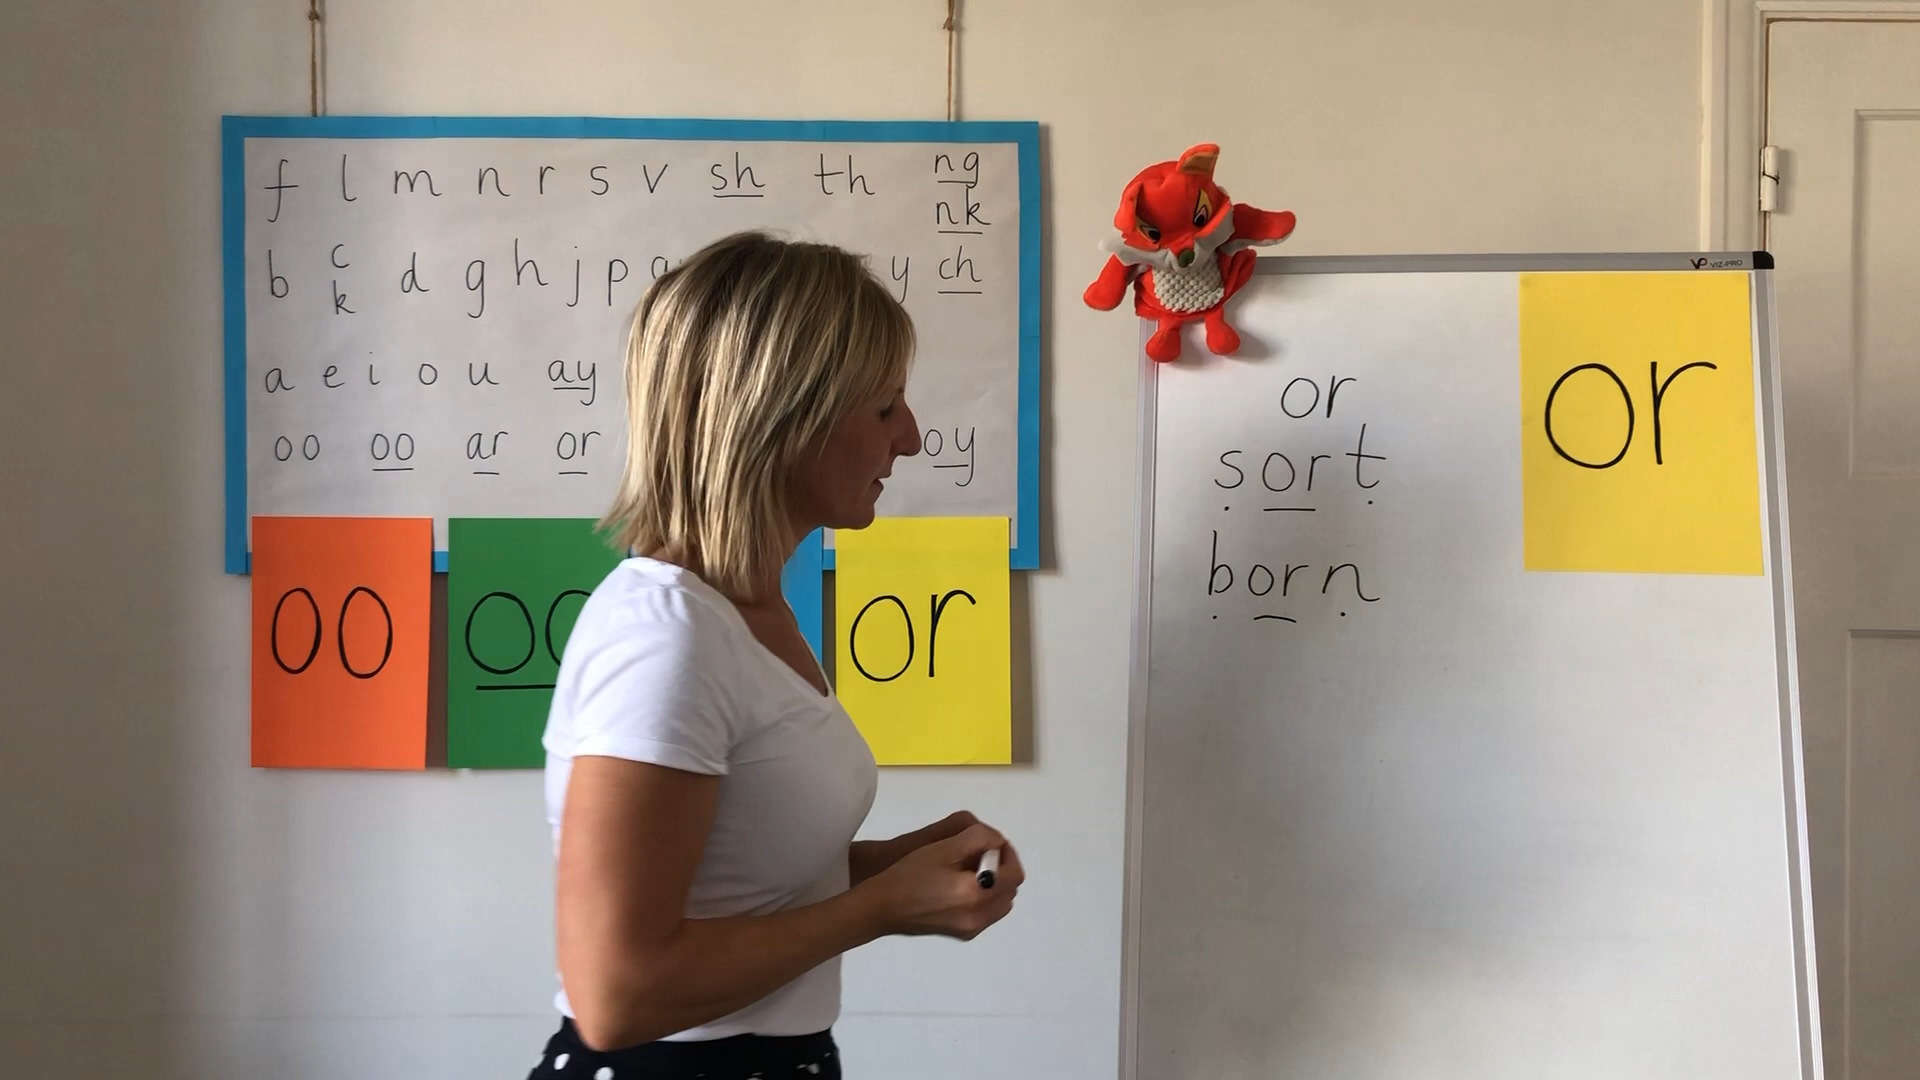 f l m n r s v sh th ng
nk
b c d g h j p y ch
k
a e i o u ay
oo oo ar or oy
oo
or
VIZ-PRO
or
or
sort
born